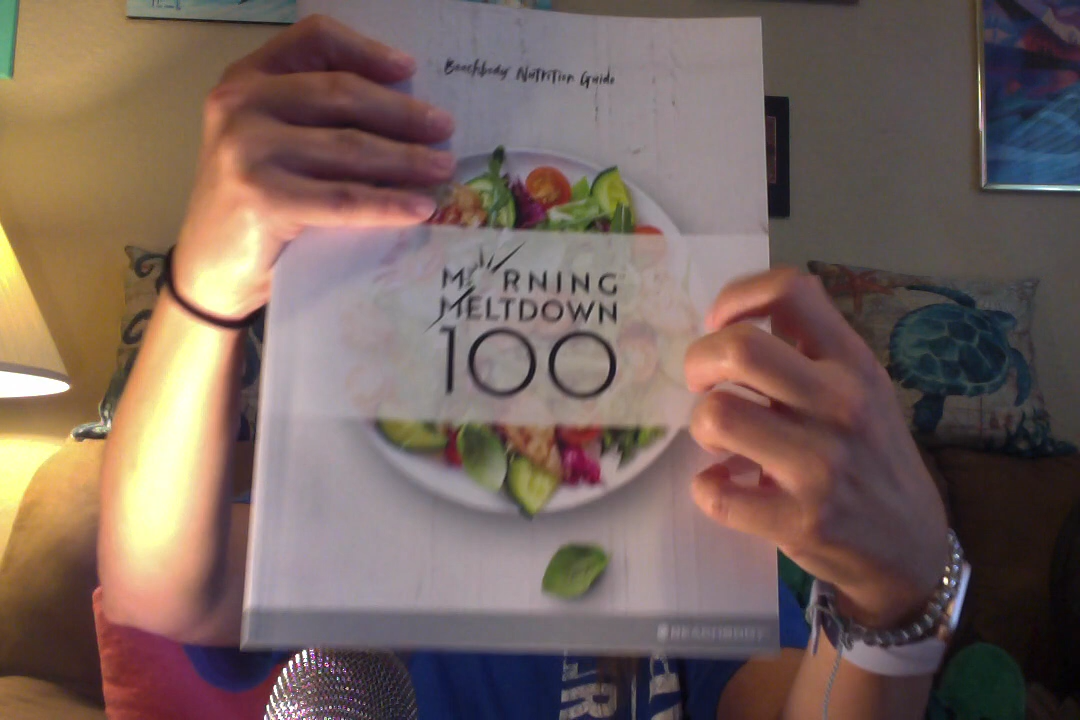 Beachbody Nutrition Guide
MORNING
MELTDOWN
100
BEACHBODY